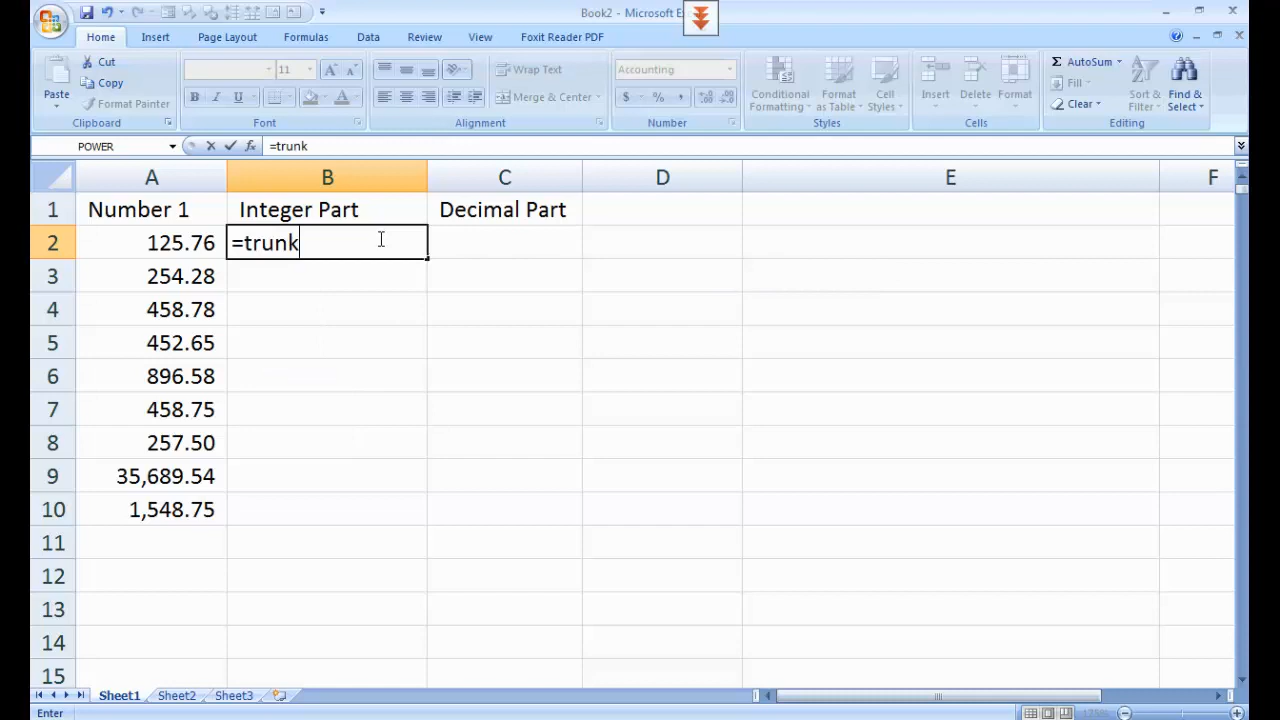 Book2 - Microsoft Ex
Home Insert Page Layout Formulas Data Review View Foxit Reader PDF
Paste Cut Copy Format Painter Clipboard
11 B I U A Font
Wrap Text Merge & Center Alignment
Accounting $ % , Number
Conditional Formatting Format as Table Cell Styles Styles
Insert Delete Format Cells
Σ AutoSum Fill Clear Sort & Filter Find & Select Editing
POWER fx =trunk
A B C D E F
1 Number 1 Integer Part Decimal Part
2 125.76 =trunk
3 254.28
4 458.78
5 452.65
6 896.58
7 458.75
8 257.50
9 35,689.54
10 1,548.75
11
12
13
14
15
Sheet1 Sheet2 Sheet3
Enter 175%